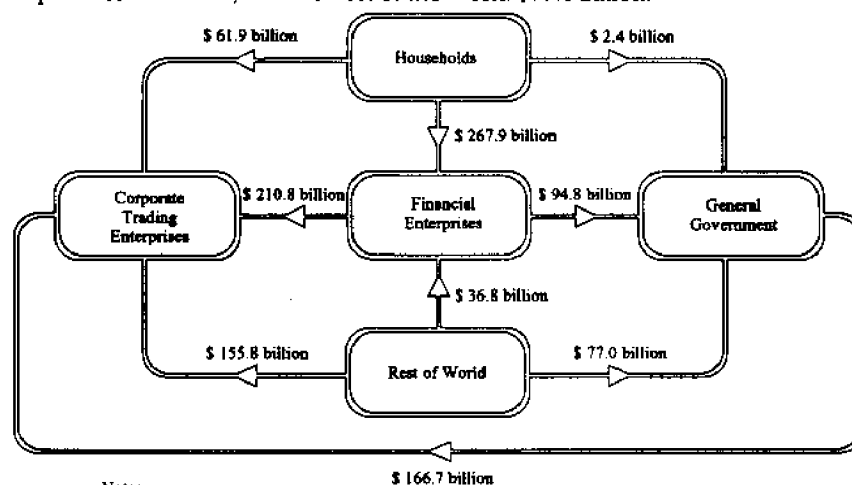 $ 61.9 billion
Households
$ 2.4 billion
$ 267.9 billion
Corporate
Trading
Enterprises
$ 210.8 billion
Financial
Enterprises
$ 94.8 billion
General
Government
$ 36.8 billion
$ 155.8 billion
Rest of World
$ 77.0 billion
$ 166.7 billion